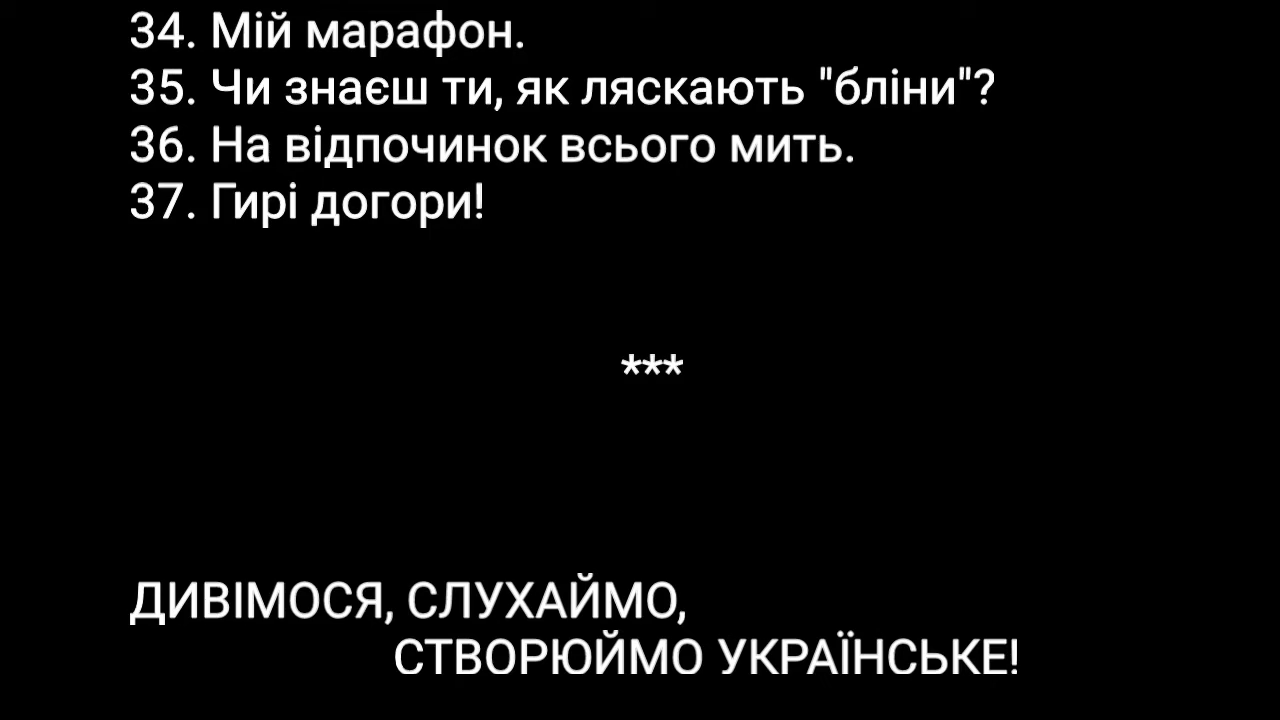 34. Мій марафон.
35. Чи знаєш ти, як ляскають "бліни"?
36. На відпочинок всього мить.
37. Гирі догори!
***
ДИВІМОСЯ, СЛУХАЙМО,
СТВОРЮЙМО УКРАЇНСЬКЕ!